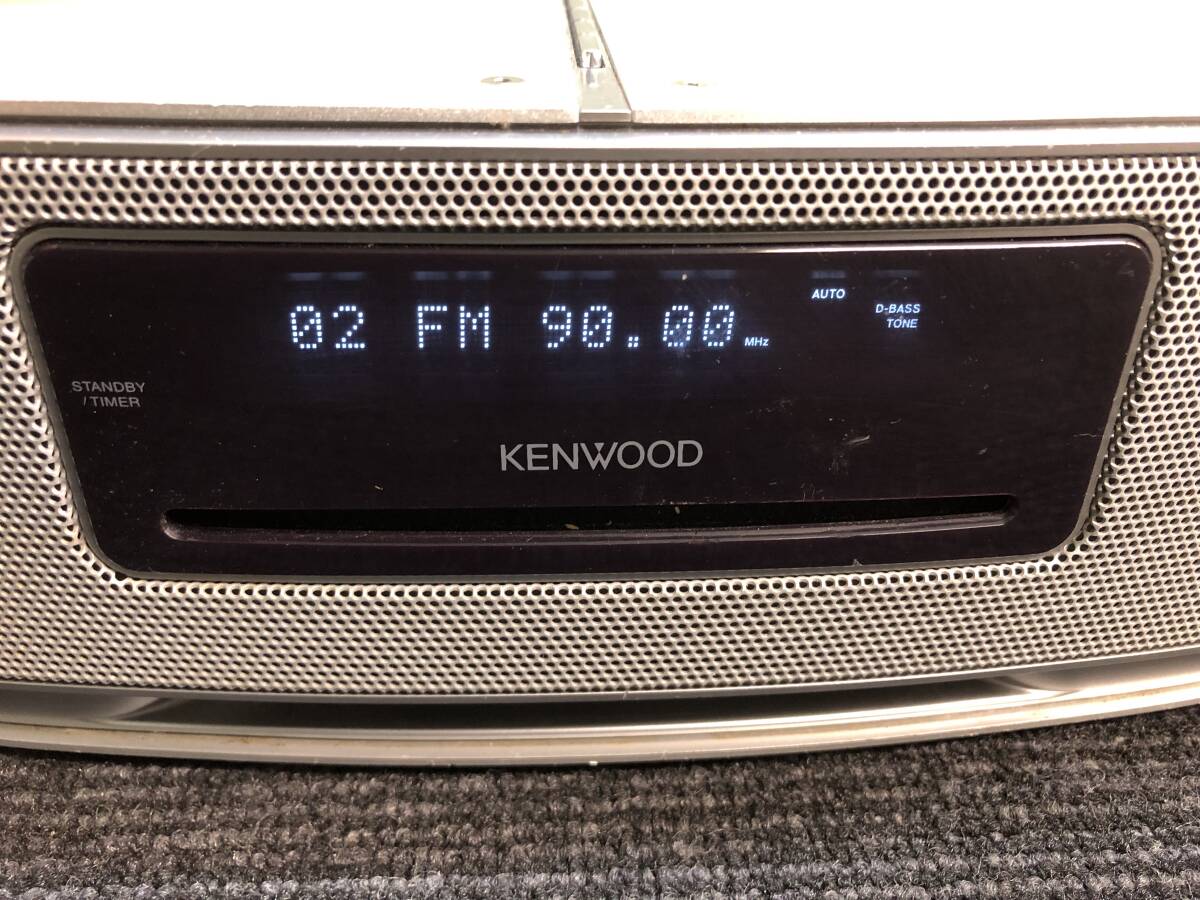 02 FM 90.00 MHz
AUTO
D-BASS
TONE
STANDBY
/TIMER
KENWOOD